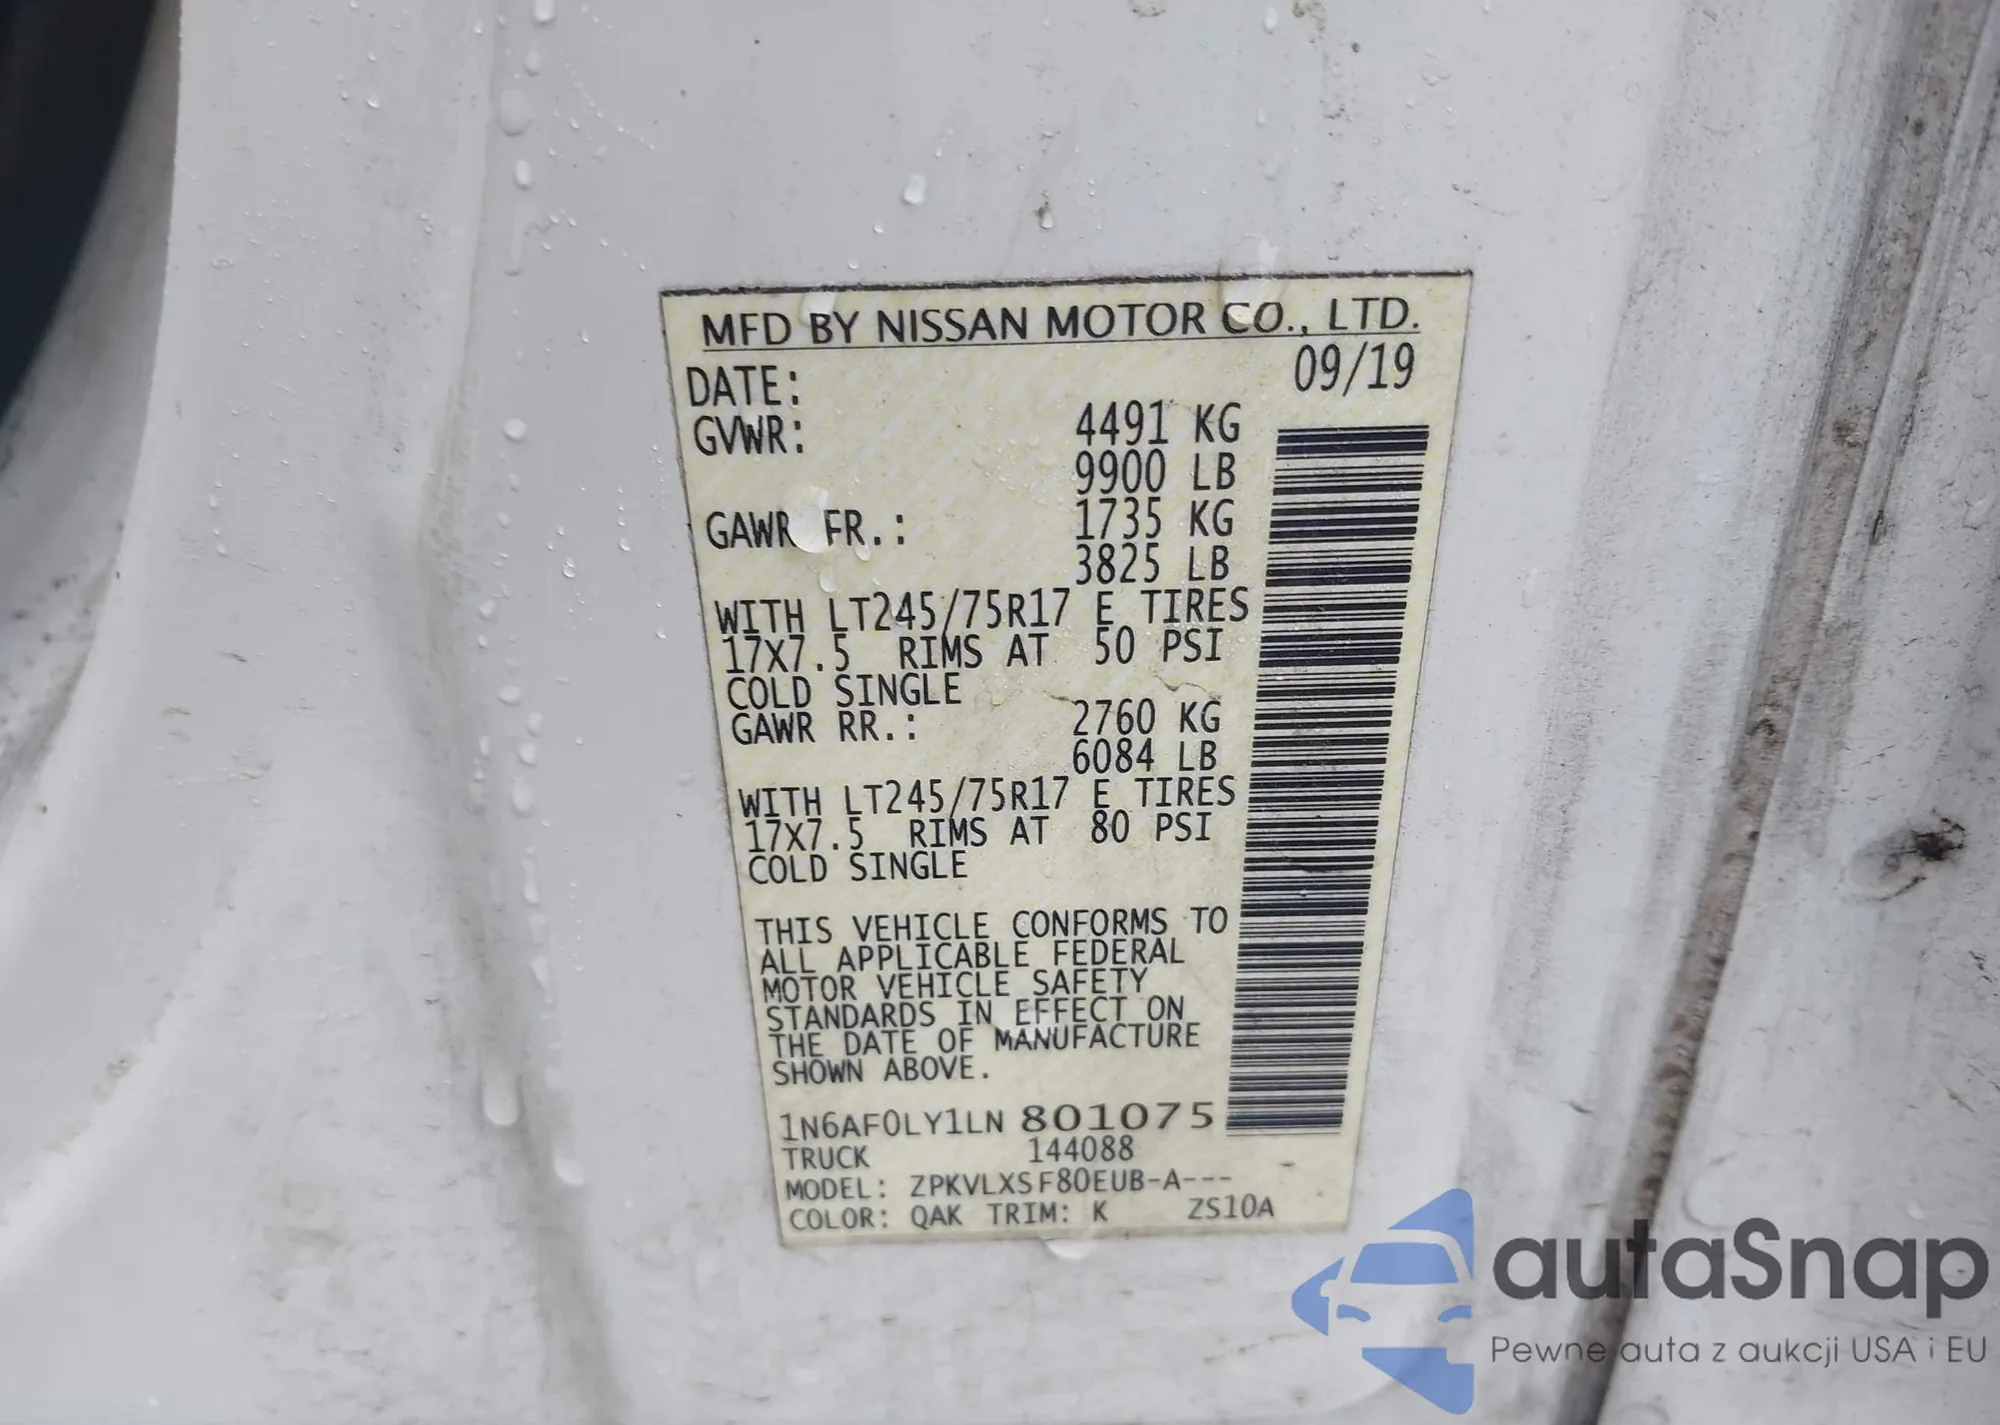 MFD BY NISSAN MOTOR CO., LTD.
DATE: 09/19
GVWR: 4491 KG
9900 LB
GAWR FR.: 1735 KG
3825 LB
WITH LT245/75R17 E TIRES
17X7.5 RIMS AT 50 PSI
COLD SINGLE
GAWR RR.: 2760 KG
6084 LB
WITH LT245/75R17 E TIRES
17X7.5 RIMS AT 80 PSI
COLD SINGLE
THIS VEHICLE CONFORMS TO
ALL APPLICABLE FEDERAL
MOTOR VEHICLE SAFETY
STANDARDS IN EFFECT ON
THE DATE OF MANUFACTURE
SHOWN ABOVE.
1N6AF0LY1LN 801075
TRUCK 144088
MODEL: ZPKVLXSF80EUB-A---
COLOR: QAK TRIM: K ZS10A
autaSnap
Pewne auta z aukcji USA i EU